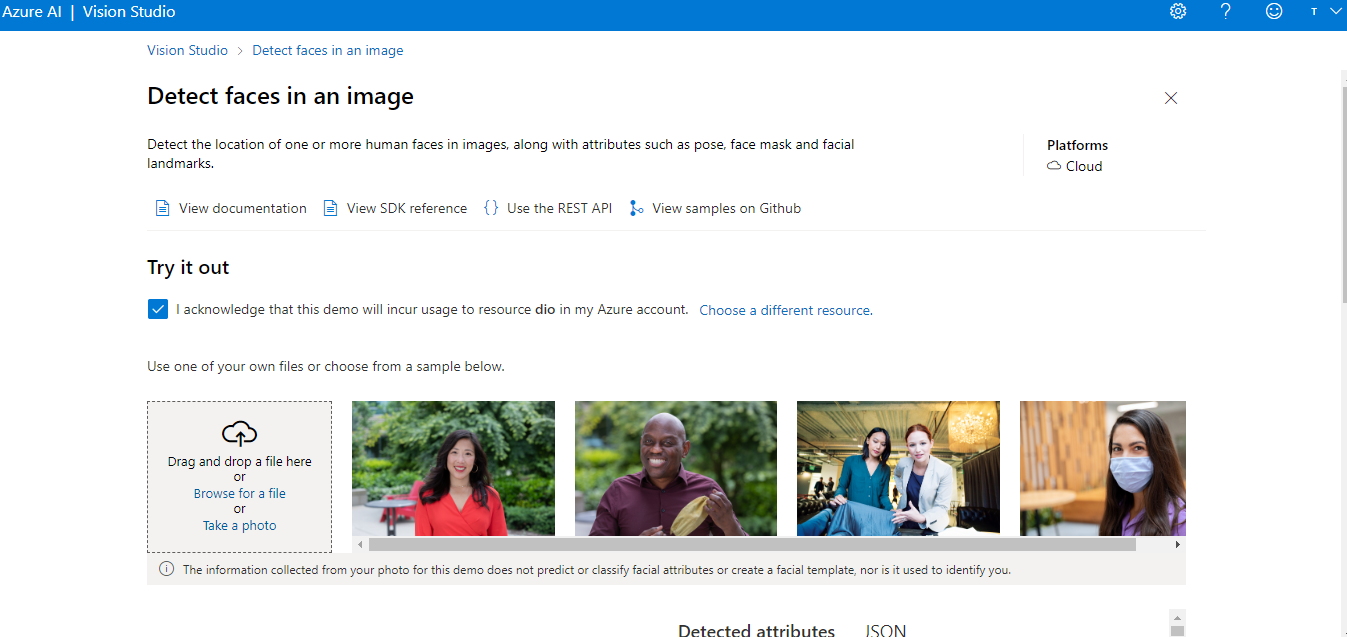 Azure AI | Vision Studio
T
Vision Studio > Detect faces in an image
Detect faces in an image
Detect the location of one or more human faces in images, along with attributes such as pose, face mask and facial
landmarks.
Platforms
Cloud
View documentation
View SDK reference
{} Use the REST API
View samples on Github
Try it out
I acknowledge that this demo will incur usage to resource dio in my Azure account. Choose a different resource.
Use one of your own files or choose from a sample below.
Drag and drop a file here
or
Browse for a file
or
Take a photo
The information collected from your photo for this demo does not predict or classify facial attributes or create a facial template, nor is it used to identify you.
Detected attributes
JSON